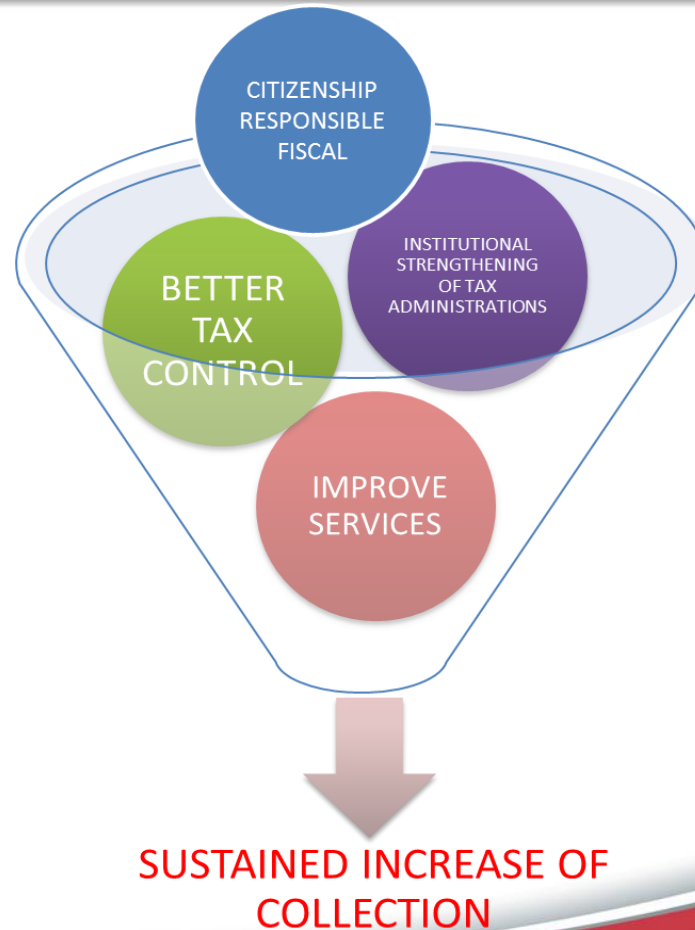 CITIZENSHIP
RESPONSIBLE
FISCAL
INSTITUTIONAL
STRENGTHENING
OF TAX
ADMINISTRATIONS
BETTER
TAX
CONTROL
IMPROVE
SERVICES
SUSTAINED INCREASE OF
COLLECTION